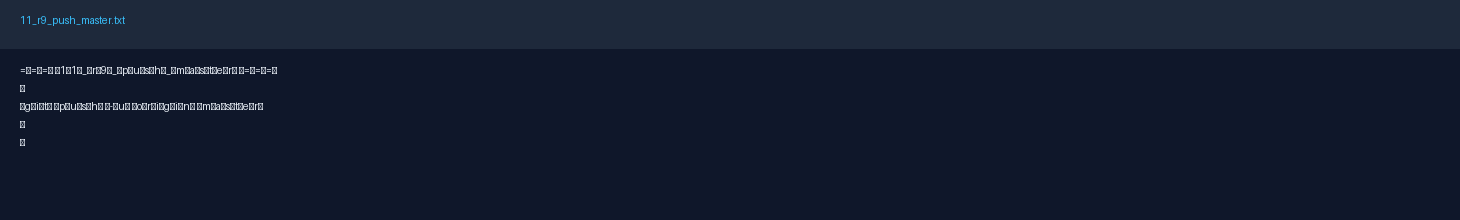 11_r9_push_master.txt
=▯=▯=▯ ▯1▯1▯_▯r▯9▯_▯p▯u▯s▯h▯_▯m▯a▯s▯t▯e▯r▯ ▯=▯=▯=▯
▯
▯g▯i▯t▯ ▯p▯u▯s▯h▯ ▯-▯u▯ ▯o▯r▯i▯g▯i▯n▯ ▯m▯a▯s▯t▯e▯r▯
▯
▯